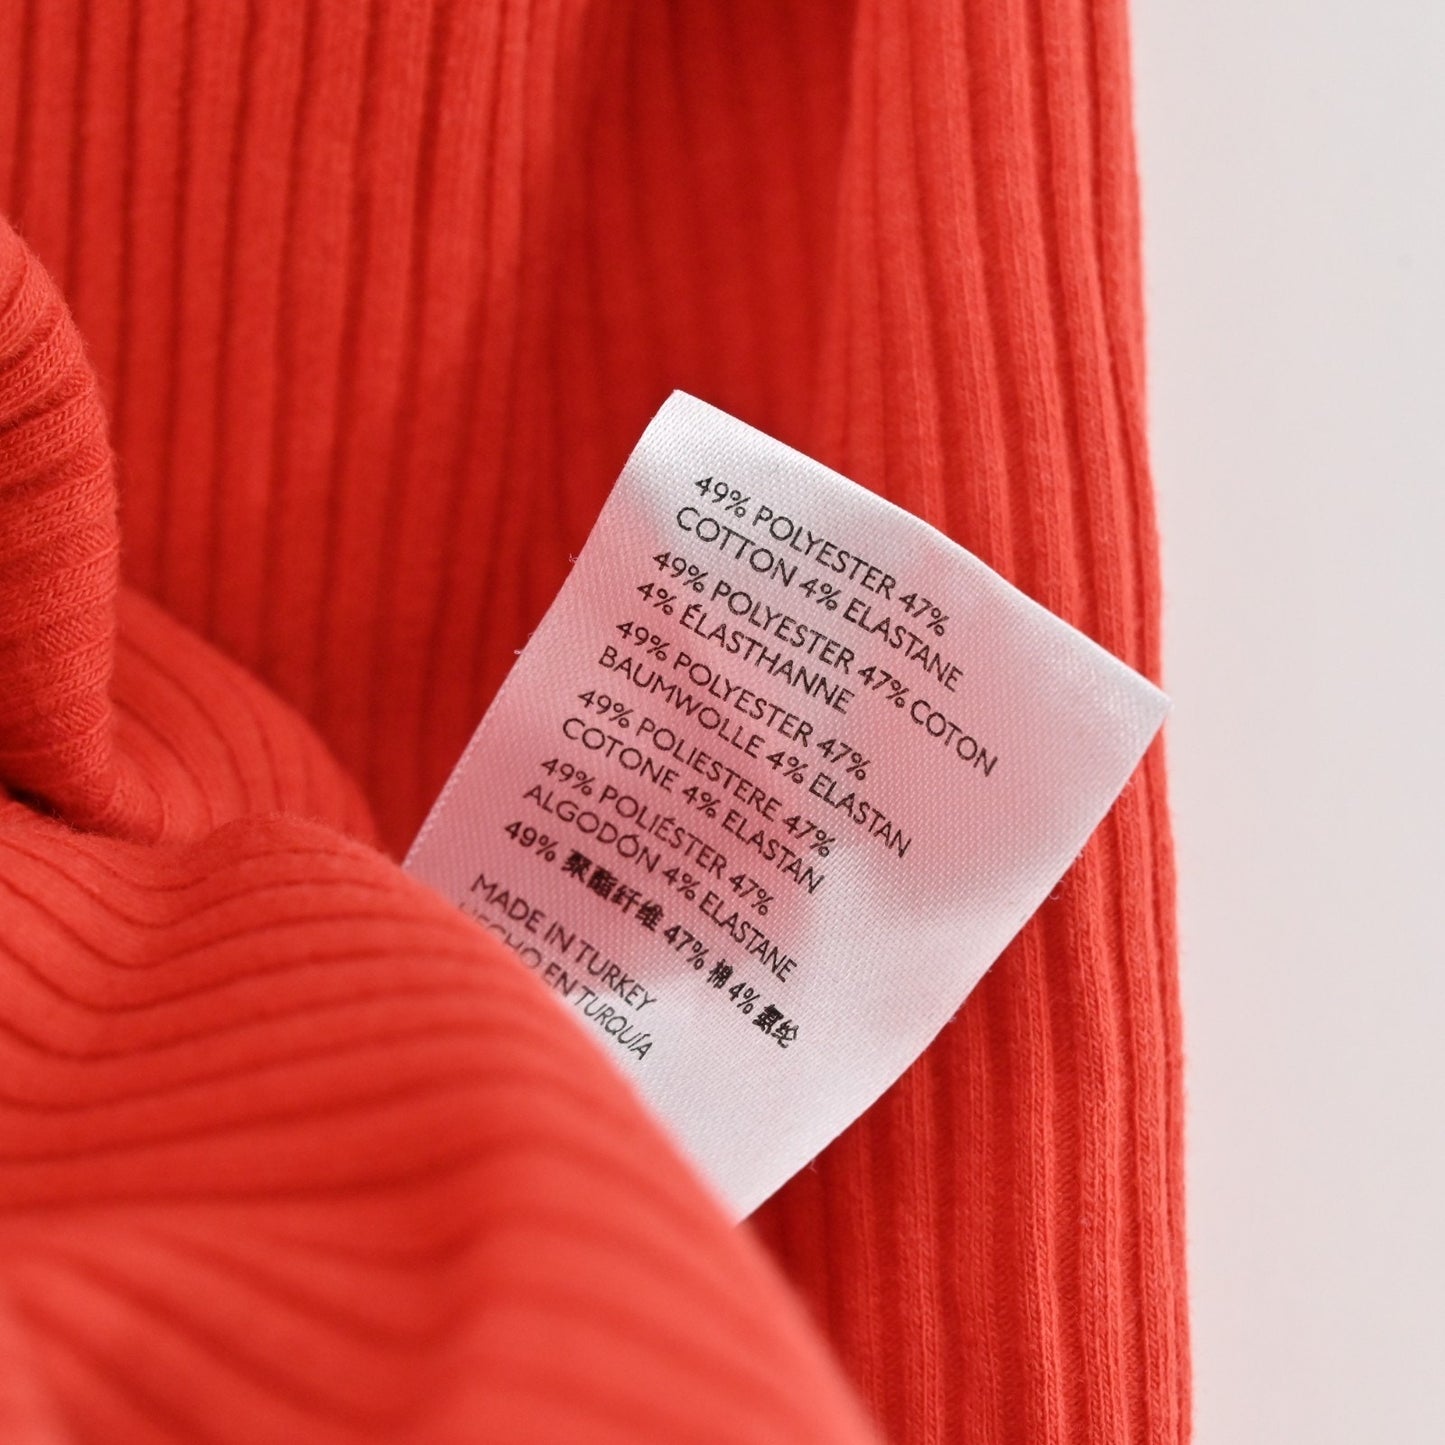 49% POLYESTER 47%
COTTON 4% ELASTANE
49% POLYESTER 47% COTON
4% ÉLASTHANNE
49% POLYESTER 47%
BAUMWOLLE 4% ELASTAN
49% POLIESTERE 47%
COTONE 4% ELASTAN
49% POLIÉSTER 47%
ALGODÓN 4% ELASTANE
49% 聚酯纤维 47% 棉 4% 氨纶
MADE IN TURKEY
HECHO EN TURQUÍA